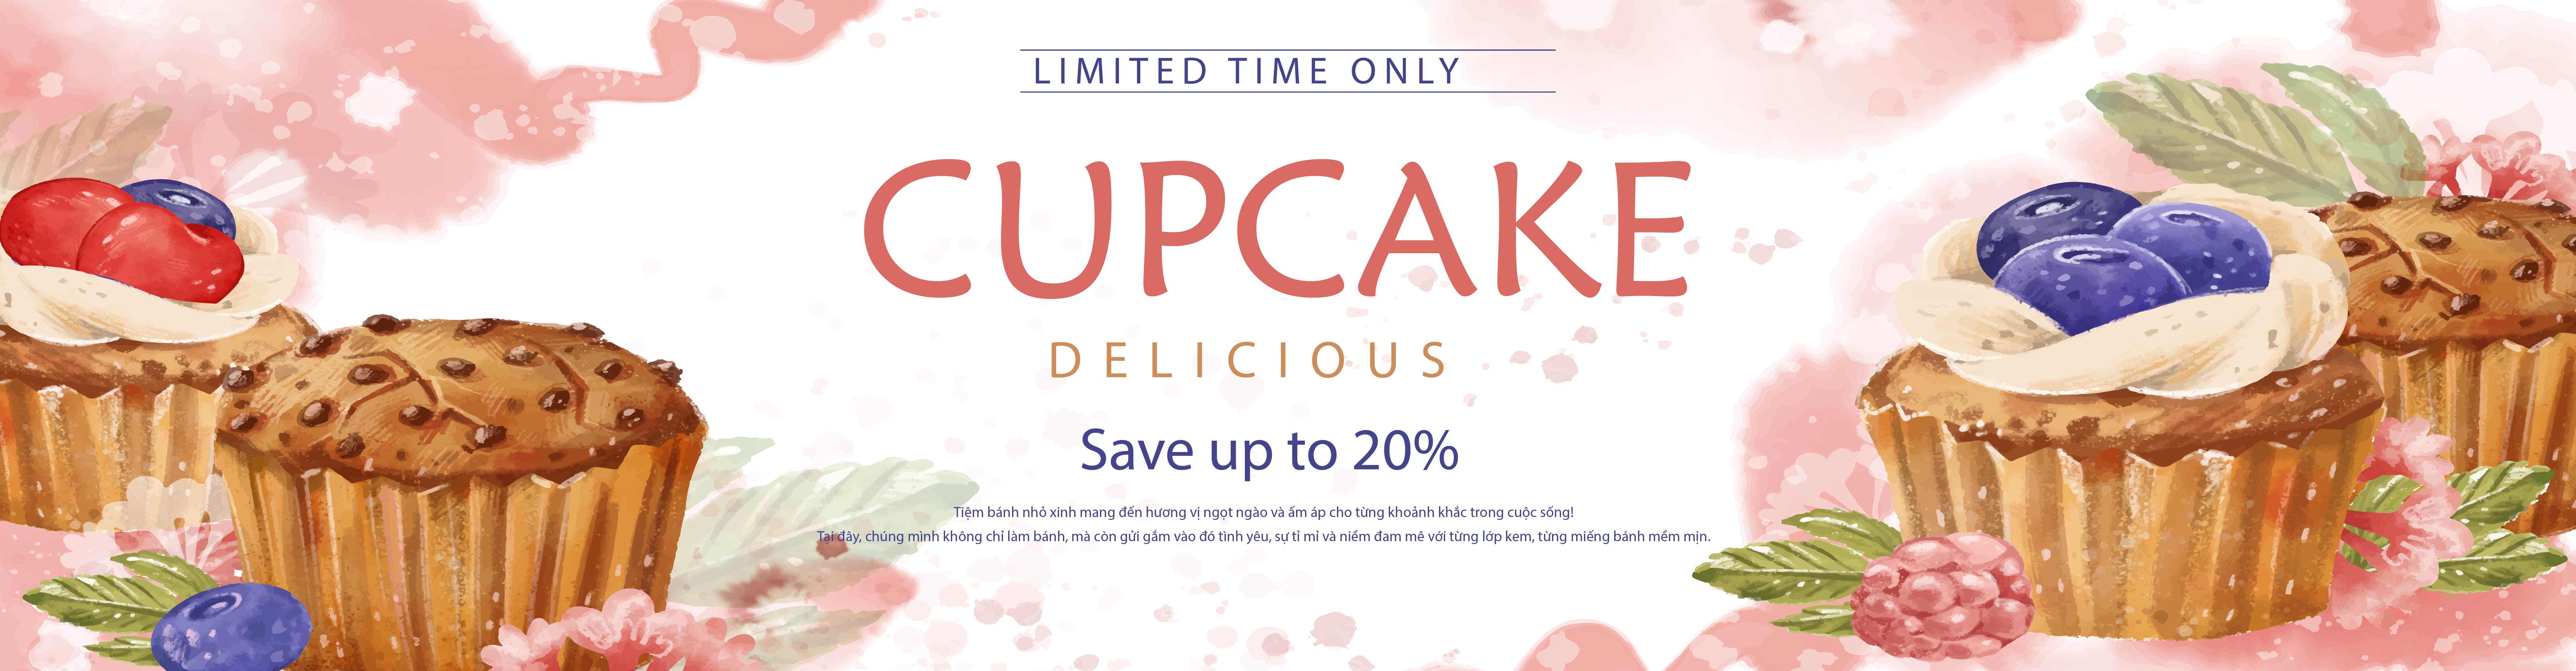 LIMITED TIME ONLY
CUPCAKE
DELICIOUS
Save up to 20%
Tiệm bánh nhỏ xinh mang đến hương vị ngọt ngào và ấm áp cho từng khoảnh khắc trong cuộc sống!
Tại đây, chúng mình không chỉ làm bánh, mà còn gửi gắm vào đó tình yêu, sự tỉ mỉ và niềm đam mê với từng lớp kem, từng miếng bánh mềm mịn.